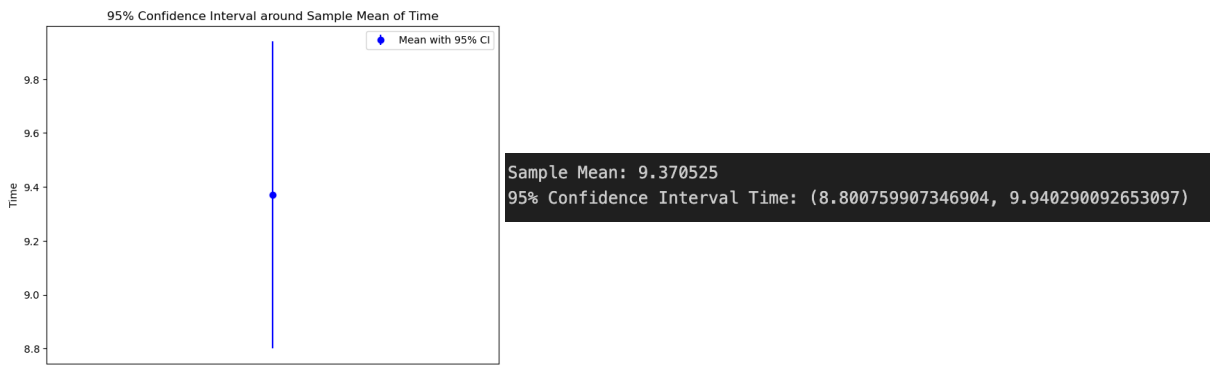 95% Confidence Interval around Sample Mean of Time
Mean with 95% CI
9.8
9.6
9.4
9.2
9.0
8.8
Time
Sample Mean: 9.370525
95% Confidence Interval Time: (8.800759907346904, 9.940290092653097)